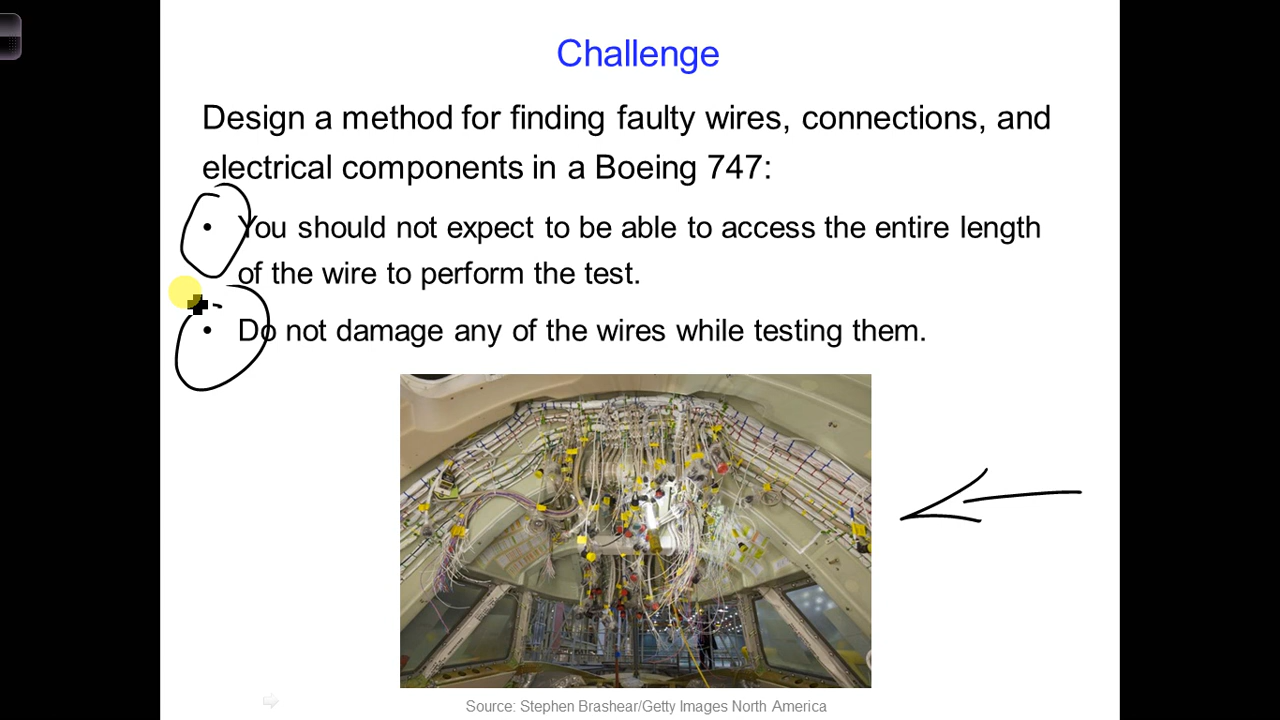 Challenge
Design a method for finding faulty wires, connections, and
electrical components in a Boeing 747:
• You should not expect to be able to access the entire length
of the wire to perform the test.
• Do not damage any of the wires while testing them.
Source: Stephen Brashear/Getty Images North America